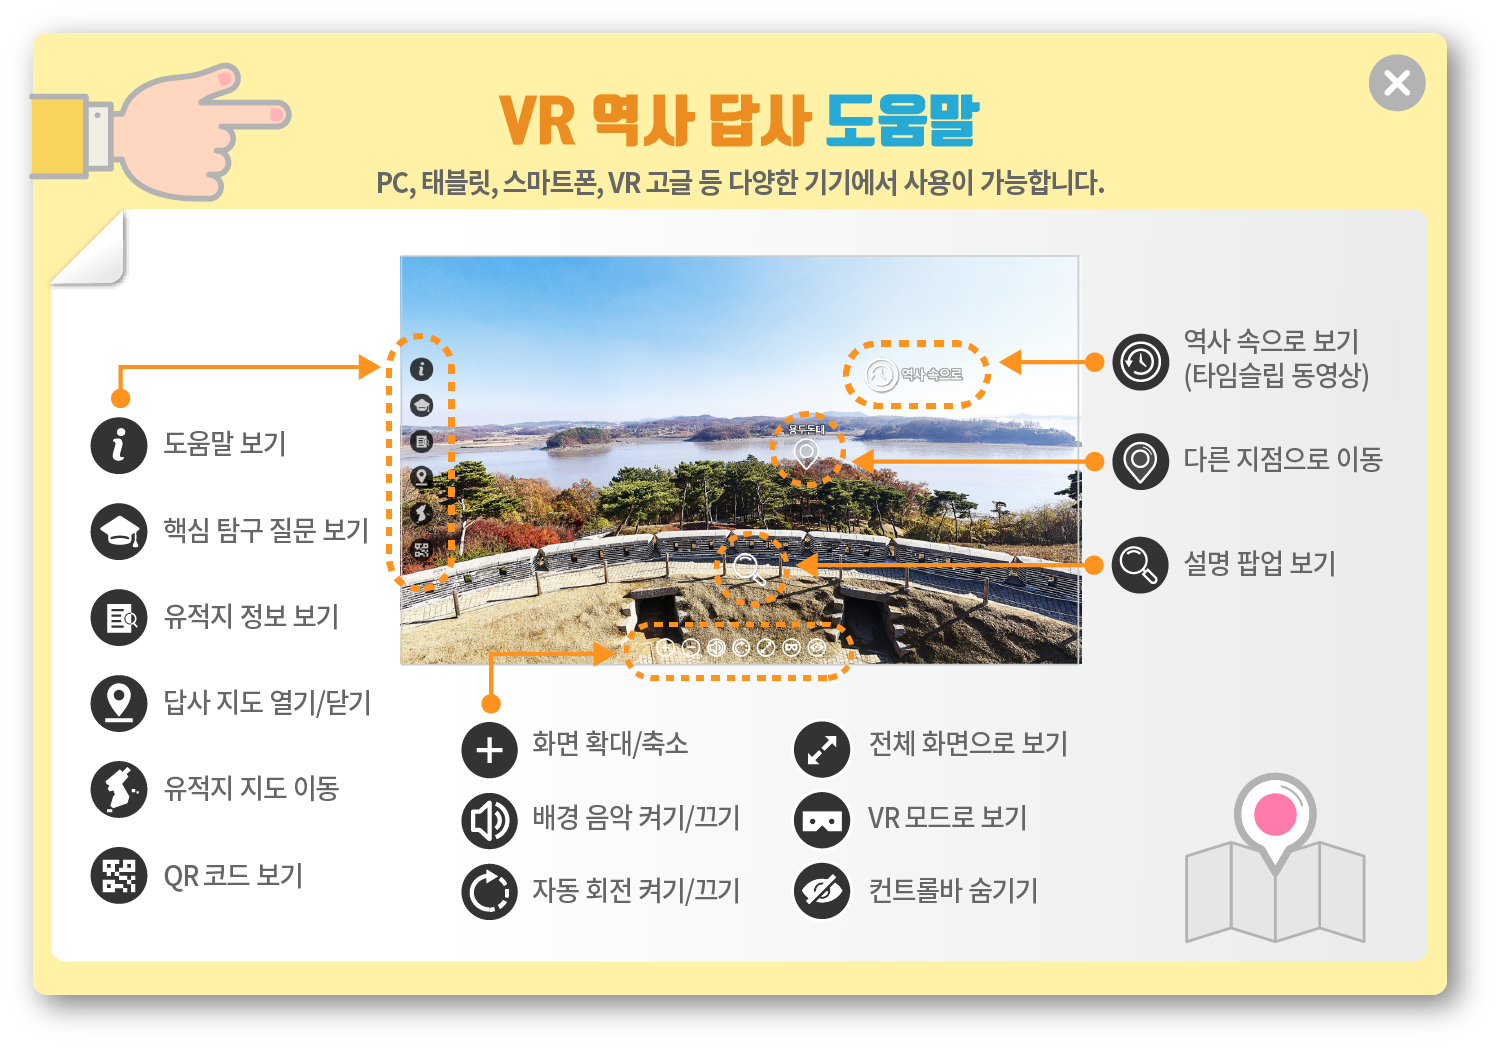 VR 역사 답사 도움말
PC, 태블릿, 스마트폰, VR 고글 등 다양한 기기에서 사용이 가능합니다.
역사 속으로
용두돈대
도움말 보기
핵심 탐구 질문 보기
유적지 정보 보기
답사 지도 열기/닫기
유적지 지도 이동
QR 코드 보기
역사 속으로 보기
(타임슬립 동영상)
다른 지점으로 이동
설명 팝업 보기
화면 확대/축소
배경 음악 켜기/끄기
자동 회전 켜기/끄기
전체 화면으로 보기
VR 모드로 보기
컨트롤바 숨기기